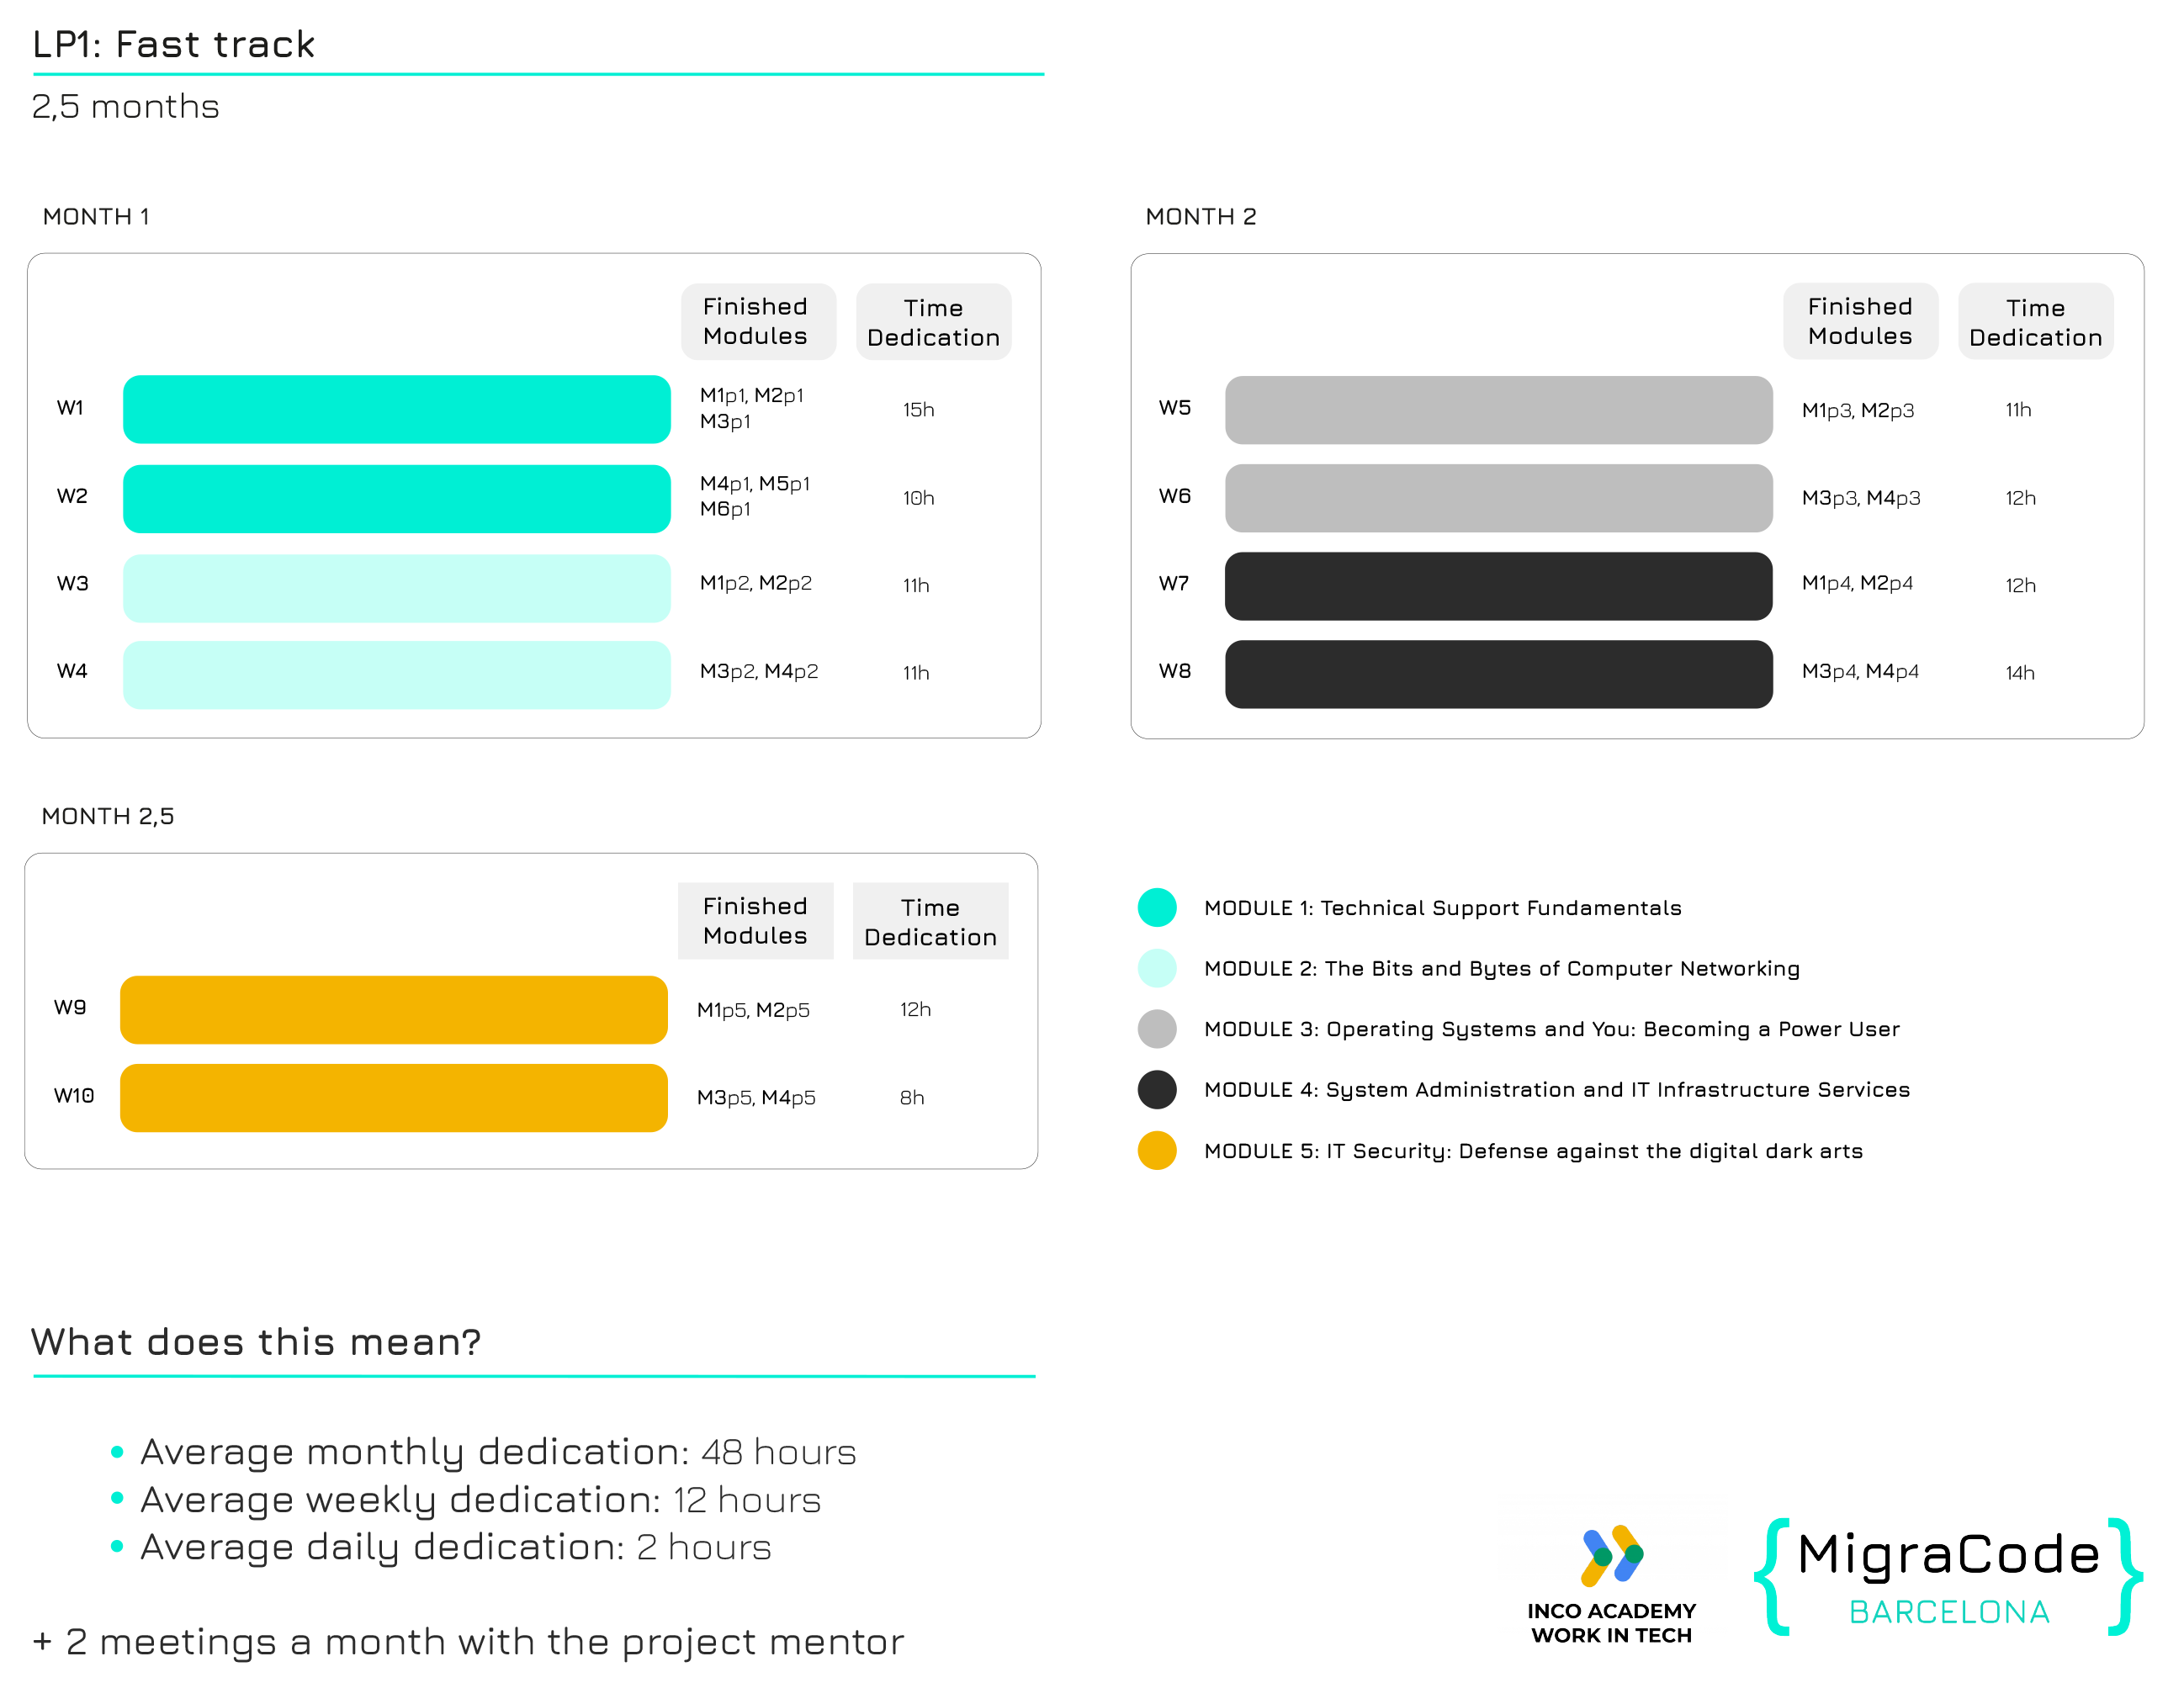 LP1: Fast track
2,5 months
MONTH 1
Finished
Modules
Time
Dedication
W1
M1p1, M2p1
M3p1
15h
W2
M4p1, M5p1
M6p1
10h
W3
M1p2, M2p2
11h
W4
M3p2, M4p2
11h
MONTH 2
Finished
Modules
Time
Dedication
W5
M1p3, M2p3
11h
W6
M3p3, M4p3
12h
W7
M1p4, M2p4
12h
W8
M3p4, M4p4
14h
MONTH 2,5
Finished
Modules
Time
Dedication
W9
M1p5, M2p5
12h
W10
M3p5, M4p5
8h
MODULE 1: Technical Support Fundamentals
MODULE 2: The Bits and Bytes of Computer Networking
MODULE 3: Operating Systems and You: Becoming a Power User
MODULE 4: System Administration and IT Infrastructure Services
MODULE 5: IT Security: Defense against the digital dark arts
What does this mean?
• Average monthly dedication: 48 hours
• Average weekly dedication: 12 hours
• Average daily dedication: 2 hours
+ 2 meetings a month with the project mentor
INCO ACADEMY
WORK IN TECH
{MigraCode}
BARCELONA